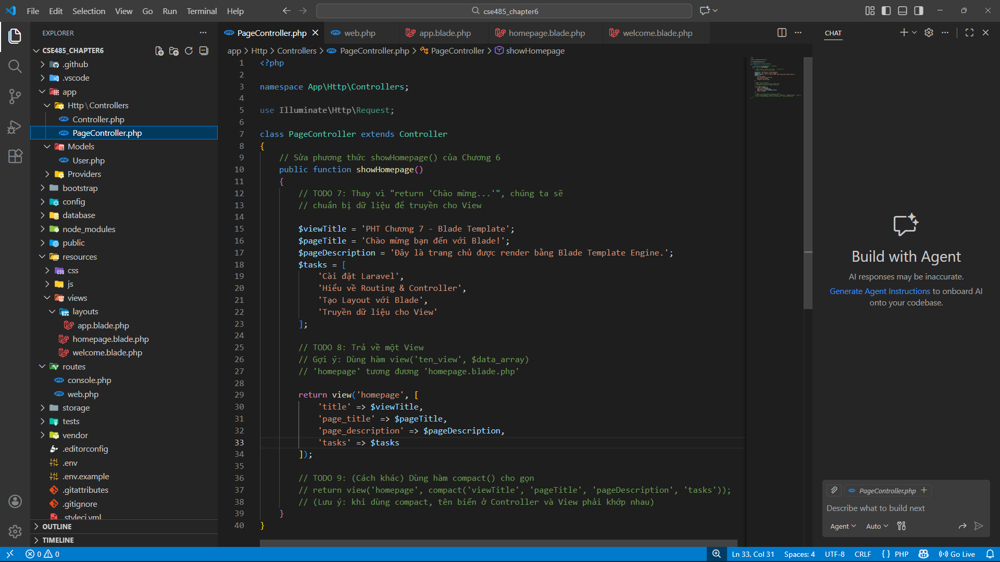 File Edit Selection View Go Run Terminal Help
cse485_chapter6
EXPLORER
CSE485_CHAPTER6
.github
.vscode
app
Http\Controllers
Controller.php
PageController.php
Models
User.php
Providers
bootstrap
config
database
node_modules
public
resources
css
js
views
layouts
app.blade.php
homepage.blade.php
welcome.blade.php
routes
console.php
web.php
storage
tests
vendor
.editorconfig
.env
.env.example
.gitattributes
.gitignore
.styleci.yml
OUTLINE
TIMELINE
PageController.php web.php app.blade.php homepage.blade.php welcome.blade.php
app > Http > Controllers > PageController.php > PageController > showHomepage
1 <?php
2
3 namespace App\Http\Controllers;
4
5 use Illuminate\Http\Request;
6
7 class PageController extends Controller
8 {
9 // Sửa phương thức showHomepage() của Chương 6
10 public function showHomepage()
11 {
12 // TODO 7: Thay vì "return 'Chào mừng...'", chúng ta sẽ
13 // chuẩn bị dữ liệu để truyền cho View
14
15 $viewTitle = 'PHT Chương 7 - Blade Template';
16 $pageTitle = 'Chào mừng bạn đến với Blade!';
17 $pageDescription = 'Đây là trang chủ được render bằng Blade Template Engine.';
18 $tasks = [
19 'Cài đặt Laravel',
20 'Hiểu về Routing & Controller',
21 'Tạo Layout với Blade',
22 'Truyền dữ liệu cho View'
23 ];
24
25 // TODO 8: Trả về một View
26 // Gợi ý: Dùng hàm view('ten_view', $data_array)
27 // 'homepage' tương đương 'homepage.blade.php'
28
29 return view('homepage', [
30 'title' => $viewTitle,
31 'page_title' => $pageTitle,
32 'page_description' => $pageDescription,
33 'tasks' => $tasks
34 ]);
35
36 // TODO 9: (Cách khác) Dùng hàm compact() cho gọn
37 // return view('homepage', compact('viewTitle', 'pageTitle', 'pageDescription', 'tasks'));
38 // (Lưu ý: khi dùng compact, tên biến ở Controller và View phải khớp nhau)
39 }
40 }
CHAT
Build with Agent
AI responses may be inaccurate.
Generate Agent Instructions to onboard AI
onto your codebase.
PageController.php
Describe what to build next
Agent Auto
0 0
Ln 33, Col 31 Spaces: 4 UTF-8 CRLF { } PHP Go Live